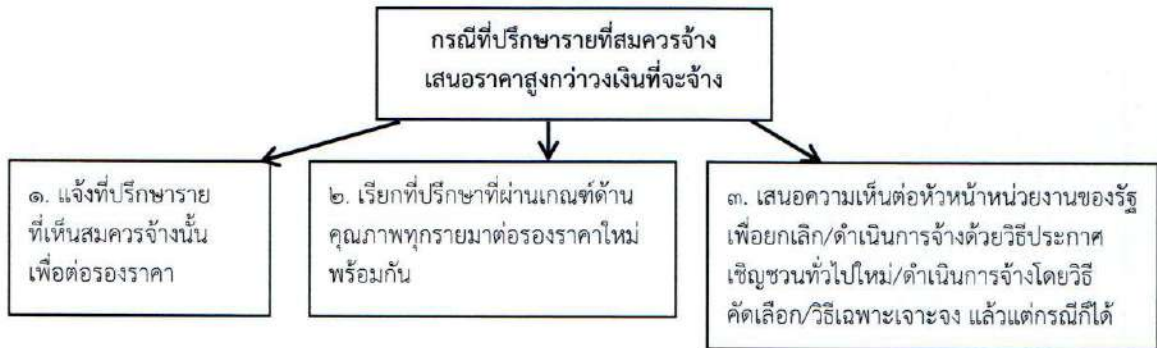 กรณีที่ปรึกษารายที่สมควรจ้าง
เสนอราคาสูงกว่าวงเงินที่จะจ้าง
๑. แจ้งที่ปรึกษาราย
ที่เห็นสมควรจ้างนั้น
เพื่อต่อรองราคา
๒. เรียกที่ปรึกษาที่ผ่านเกณฑ์ด้าน
คุณภาพทุกรายมาต่อรองราคาใหม่
พร้อมกัน
๓. เสนอความเห็นต่อหัวหน้าหน่วยงานของรัฐ
เพื่อยกเลิก/ดำเนินการจ้างด้วยวิธีประกาศ
เชิญชวนทั่วไปใหม่/ดำเนินการจ้างโดยวิธี
คัดเลือก/วิธีเฉพาะเจาะจง แล้วแต่กรณีก็ได้